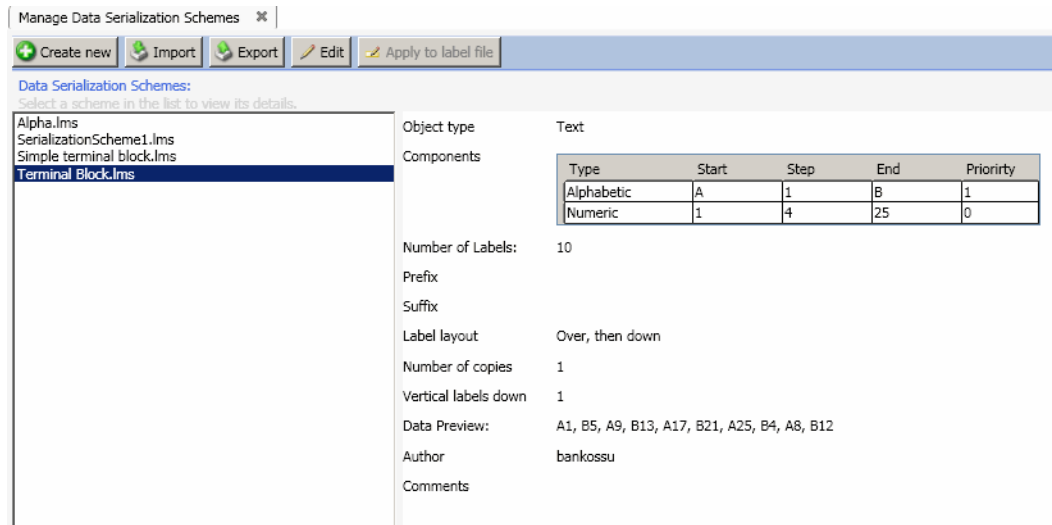 Manage Data Serialization Schemes
Create new Import Export Edit Apply to label file
Data Serialization Schemes:
Select a scheme in the list to view its details.
Alpha.lms
SerializationScheme1.lms
Simple terminal block.lms
Terminal Block.lms
Object type Text
Components
Type Start Step End Priorirty
Alphabetic A 1 B 1
Numeric 1 4 25 0
Number of Labels: 10
Prefix
Suffix
Label layout Over, then down
Number of copies 1
Vertical labels down 1
Data Preview: A1, B5, A9, B13, A17, B21, A25, B4, A8, B12
Author bankossu
Comments